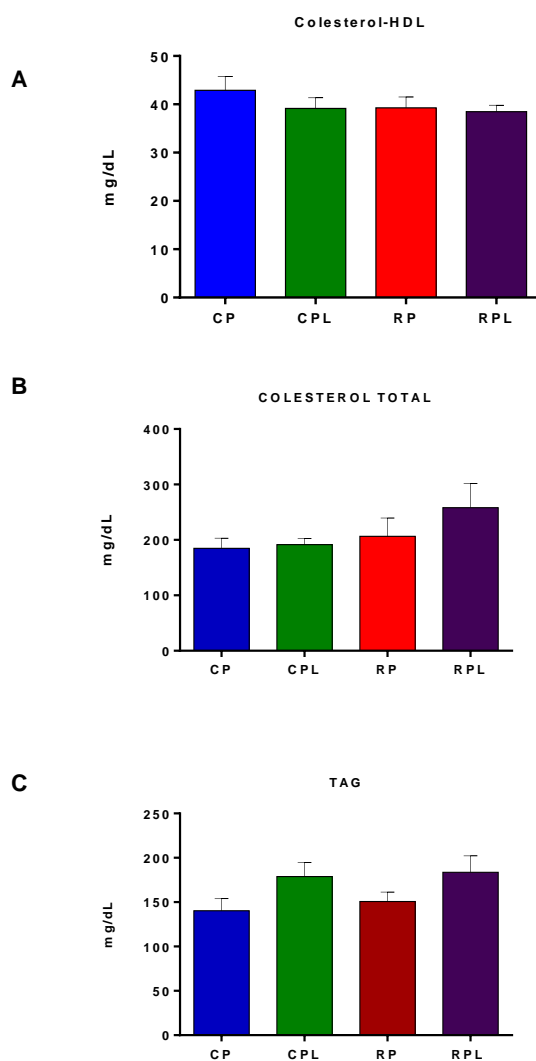 A
Colesterol-HDL
mg/dL
50
40
30
20
10
0
CP CPL RP RPL
B
COLESTEROL TOTAL
mg/dL
400
300
200
100
0
CP CPL RP RPL
C
TAG
mg/dL
250
200
150
100
50
0
CP CPL RP RPL